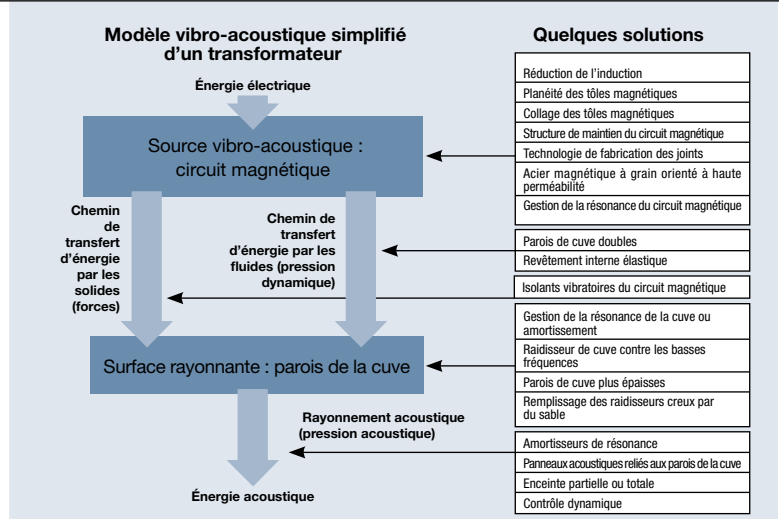 Modèle vibro-acoustique simplifié
d'un transformateur
Énergie électrique
Source vibro-acoustique :
circuit magnétique
Chemin
de
transfert
d'énergie
par les
solides
(forces)
Chemin de
transfert
d'énergie par les
fluides (pression
dynamique)
Surface rayonnante : parois de la cuve
Rayonnement acoustique
(pression acoustique)
Énergie acoustique
Quelques solutions
Réduction de l'induction
Planéité des tôles magnétiques
Collage des tôles magnétiques
Structure de maintien du circuit magnétique
Technologie de fabrication des joints
Acier magnétique à grain orienté à haute
perméabilité
Gestion de la résonance du circuit magnétique
Parois de cuve doubles
Revêtement interne élastique
Isolants vibratoires du circuit magnétique
Gestion de la résonance de la cuve ou
amortissement
Raidisseur de cuve contre les basses
fréquences
Parois de cuve plus épaisses
Remplissage des raidisseurs creux par
du sable
Amortisseurs de résonance
Panneaux acoustiques reliés aux parois de la cuve
Enceinte partielle ou totale
Contrôle dynamique